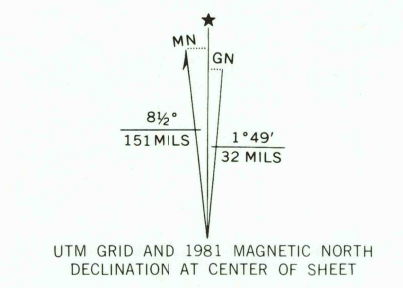 ★
MN
GN
8½°
151 MILS
1°49′
32 MILS
UTM GRID AND 1981 MAGNETIC NORTH
DECLINATION AT CENTER OF SHEET